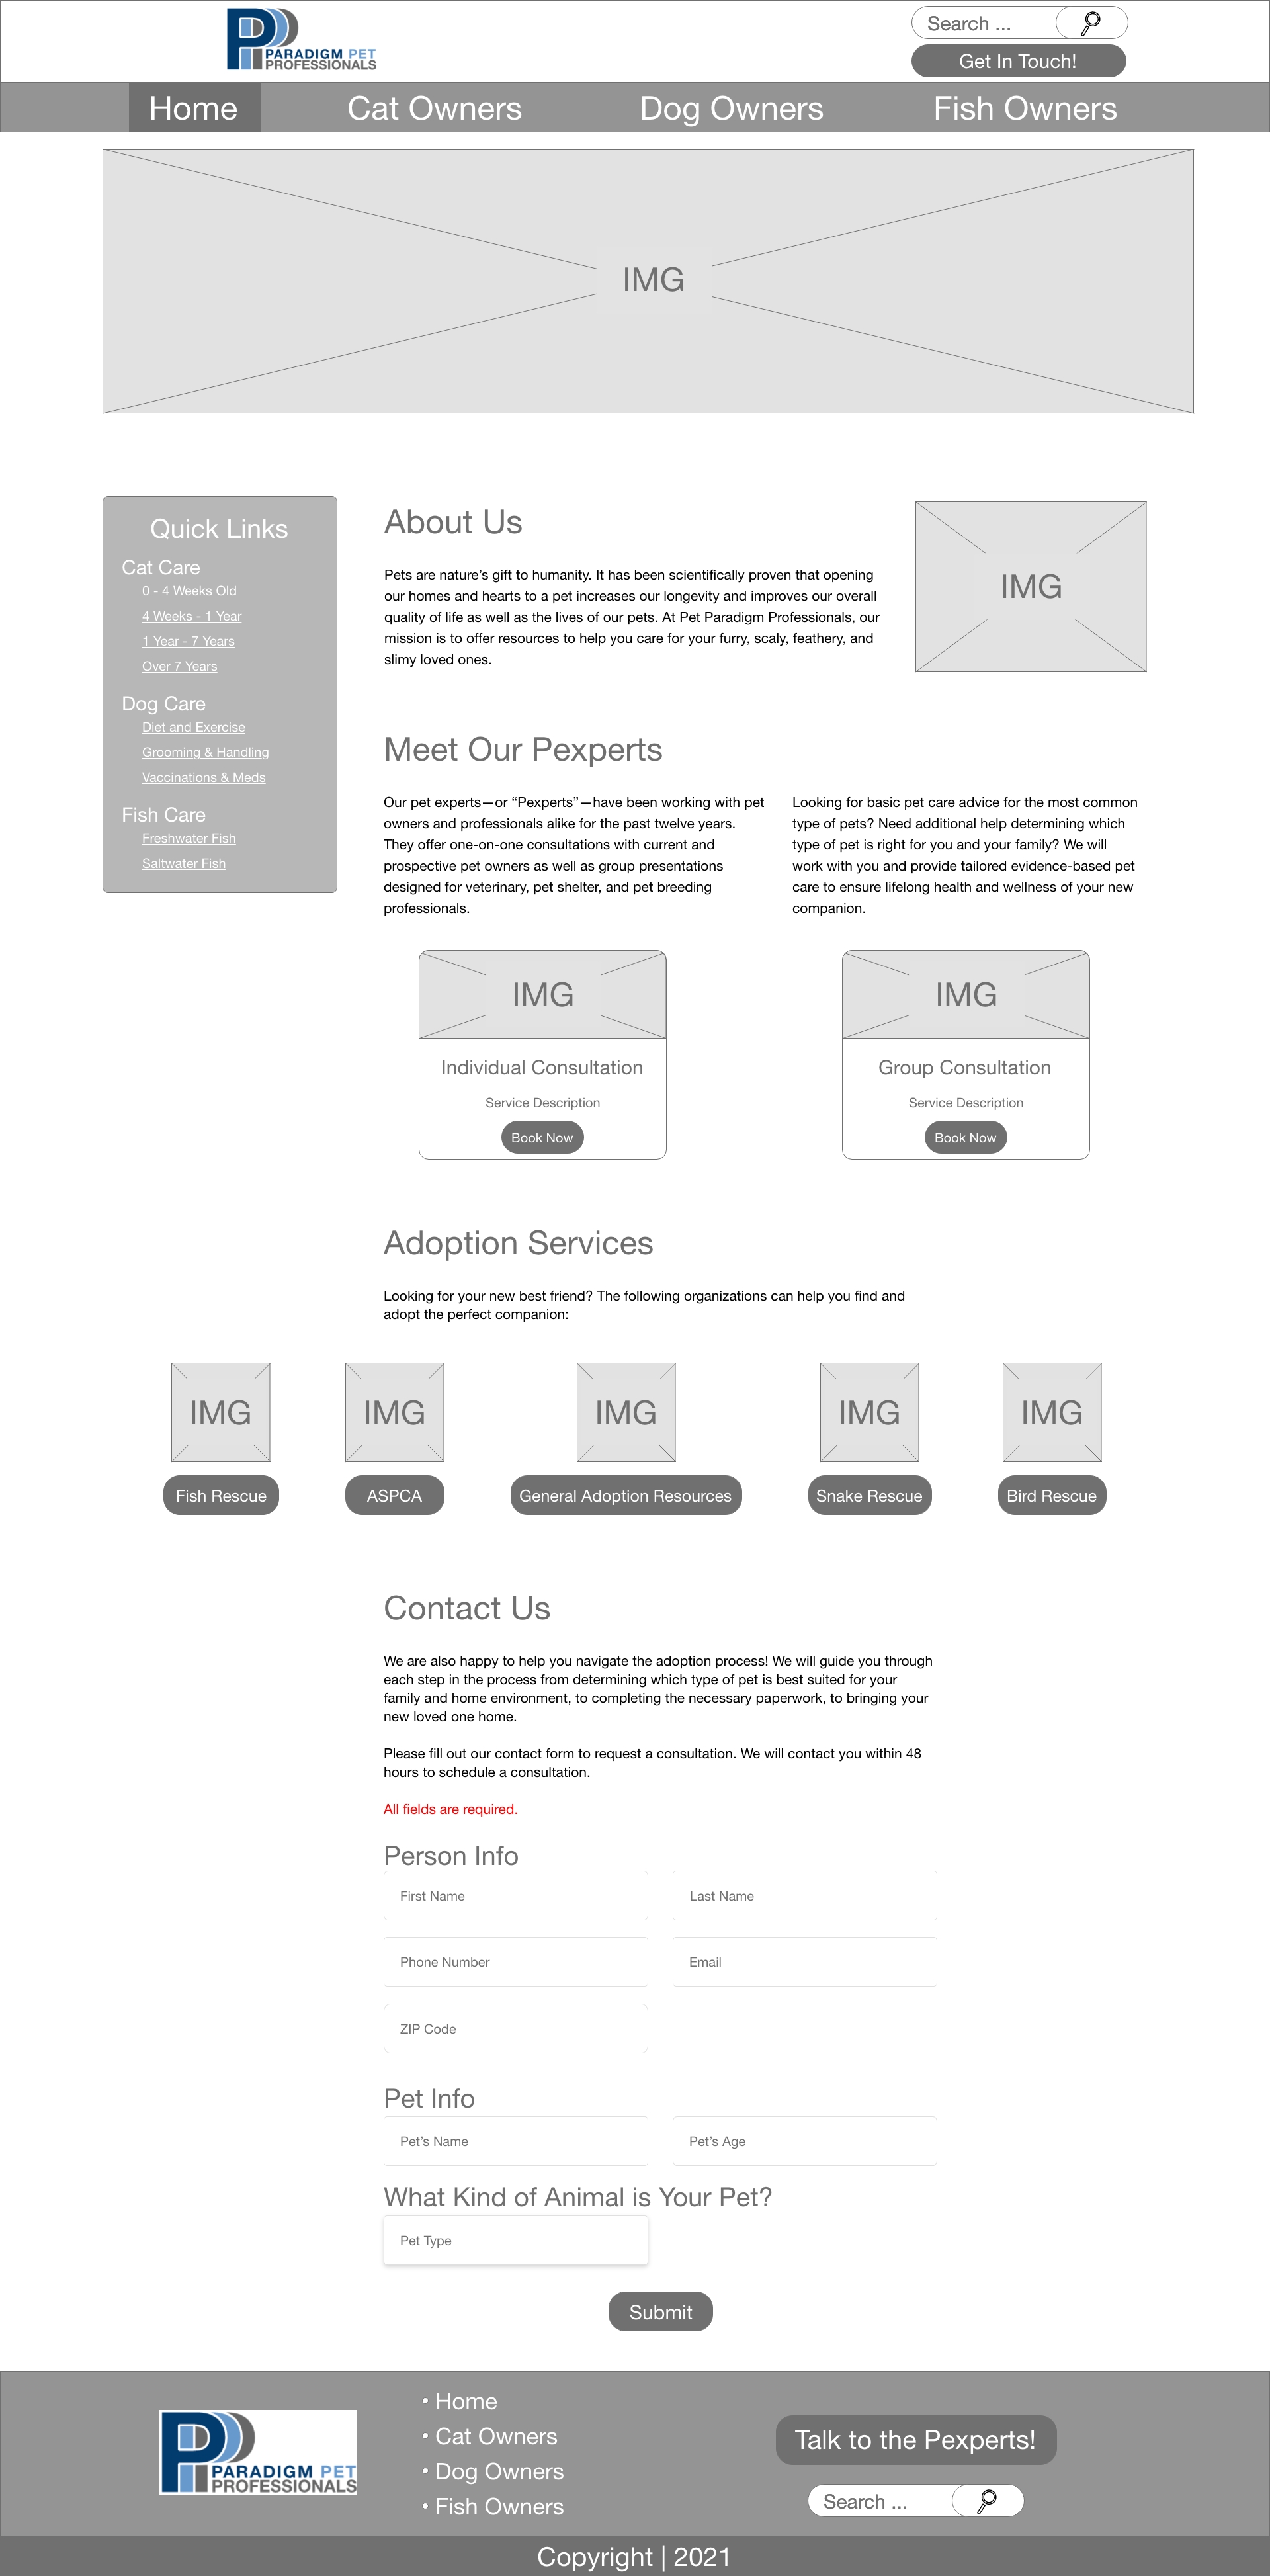 PARADIGM PET
PROFESSIONALS
Search ...
Get In Touch!
Home
Cat Owners
Dog Owners
Fish Owners
IMG
Quick Links
Cat Care
0 - 4 Weeks Old
4 Weeks - 1 Year
1 Year - 7 Years
Over 7 Years
Dog Care
Diet and Exercise
Grooming & Handling
Vaccinations & Meds
Fish Care
Freshwater Fish
Saltwater Fish
About Us
Pets are nature’s gift to humanity. It has been scientifically proven that opening
our homes and hearts to a pet increases our longevity and improves our overall
quality of life as well as the lives of our pets. At Pet Paradigm Professionals, our
mission is to offer resources to help you care for your furry, scaly, feathery, and
slimy loved ones.
IMG
Meet Our Pexperts
Our pet experts—or “Pexperts”—have been working with pet
owners and professionals alike for the past twelve years.
They offer one-on-one consultations with current and
prospective pet owners as well as group presentations
designed for veterinary, pet shelter, and pet breeding
professionals.
Looking for basic pet care advice for the most common
type of pets? Need additional help determining which
type of pet is right for you and your family? We will
work with you and provide tailored evidence-based pet
care to ensure lifelong health and wellness of your new
companion.
IMG
Individual Consultation
Service Description
Book Now
IMG
Group Consultation
Service Description
Book Now
Adoption Services
Looking for your new best friend? The following organizations can help you find and
adopt the perfect companion:
IMG
IMG
IMG
IMG
IMG
Fish Rescue
ASPCA
General Adoption Resources
Snake Rescue
Bird Rescue
Contact Us
We are also happy to help you navigate the adoption process! We will guide you through
each step in the process from determining which type of pet is best suited for your
family and home environment, to completing the necessary paperwork, to bringing your
new loved one home.
Please fill out our contact form to request a consultation. We will contact you within 48
hours to schedule a consultation.
All fields are required.
Person Info
First Name
Last Name
Phone Number
Email
ZIP Code
Pet Info
Pet’s Name
Pet’s Age
What Kind of Animal is Your Pet?
Pet Type
Submit
PARADIGM PET
PROFESSIONALS
• Home
• Cat Owners
• Dog Owners
• Fish Owners
Talk to the Pexperts!
Search ...
Copyright | 2021